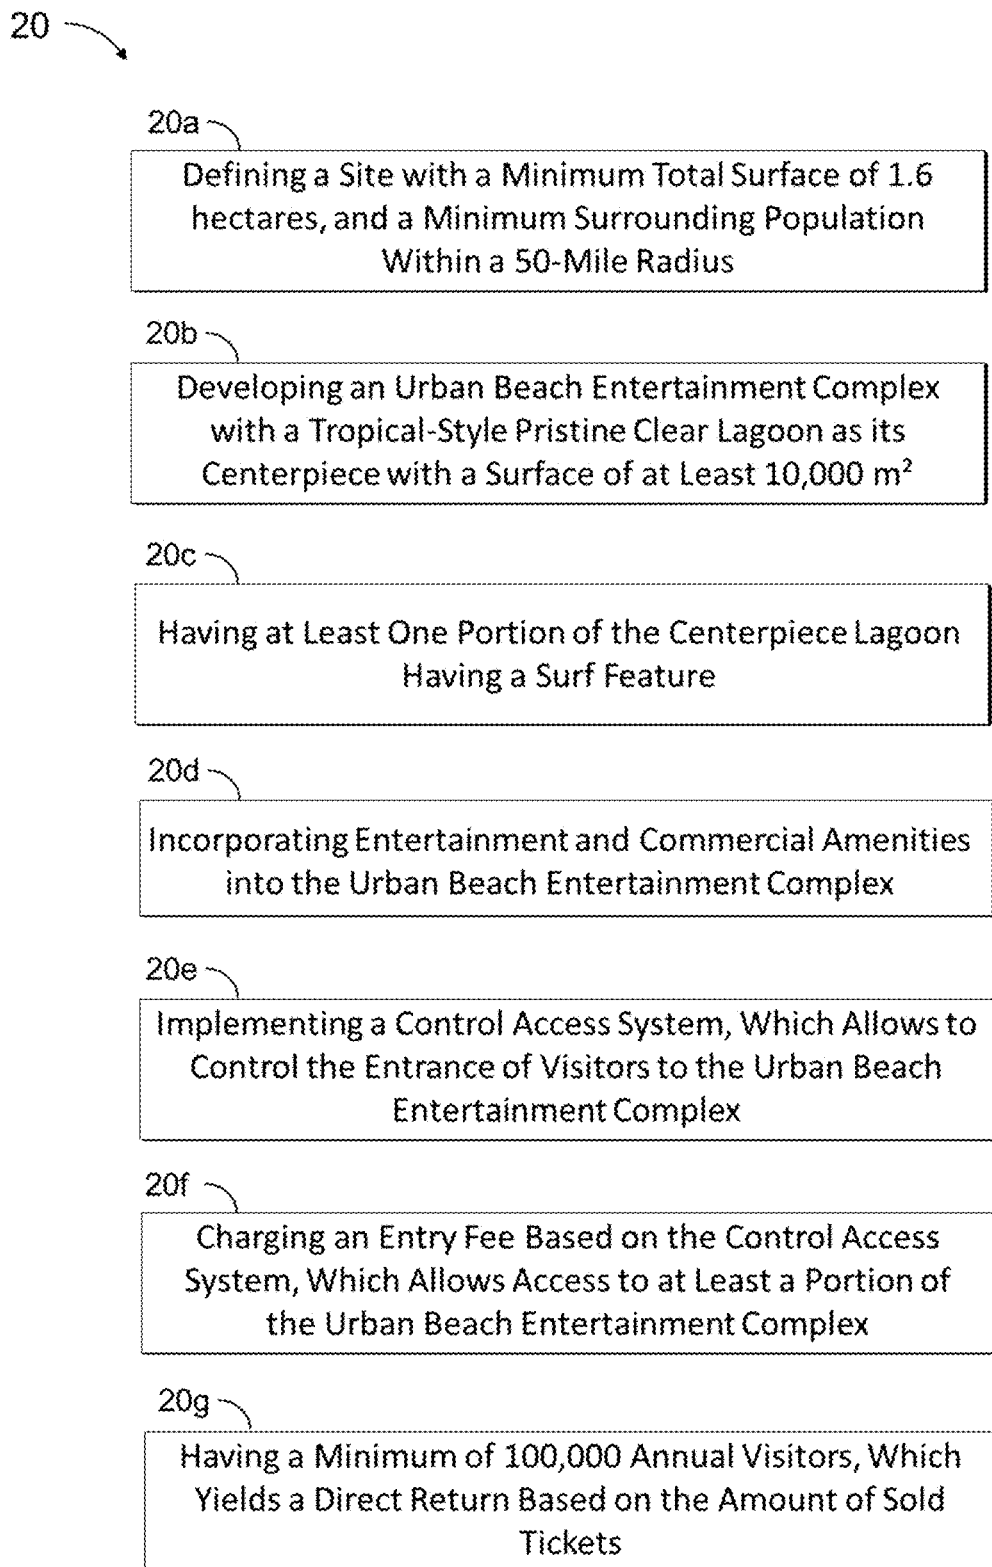 20
20a
Defining a Site with a Minimum Total Surface of 1.6
hectares, and a Minimum Surrounding Population
Within a 50-Mile Radius
20b
Developing an Urban Beach Entertainment Complex
with a Tropical-Style Pristine Clear Lagoon as its
Centerpiece with a Surface of at Least 10,000 m²
20c
Having at Least One Portion of the Centerpiece Lagoon
Having a Surf Feature
20d
Incorporating Entertainment and Commercial Amenities
into the Urban Beach Entertainment Complex
20e
Implementing a Control Access System, Which Allows to
Control the Entrance of Visitors to the Urban Beach
Entertainment Complex
20f
Charging an Entry Fee Based on the Control Access
System, Which Allows Access to at Least a Portion of
the Urban Beach Entertainment Complex
20g
Having a Minimum of 100,000 Annual Visitors, Which
Yields a Direct Return Based on the Amount of Sold
Tickets